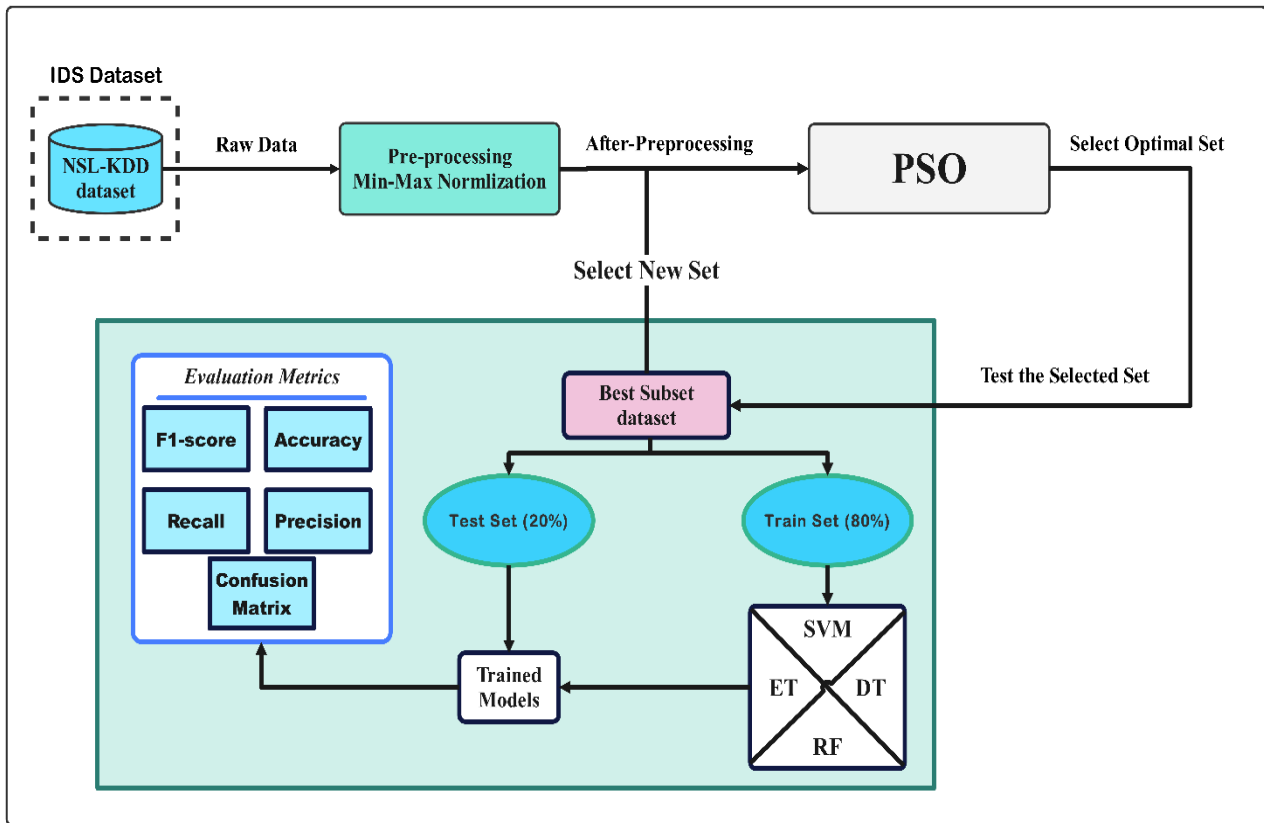 IDS Dataset
NSL-KDD
dataset
Raw Data
Pre-processing
Min-Max Normlization
After-Preprocessing
PSO
Select Optimal Set
Select New Set
Test the Selected Set
Best Subset
dataset
Evaluation Metrics
F1-score
Accuracy
Recall
Precision
Confusion
Matrix
Test Set (20%)
Train Set (80%)
SVM
ET
DT
RF
Trained
Models